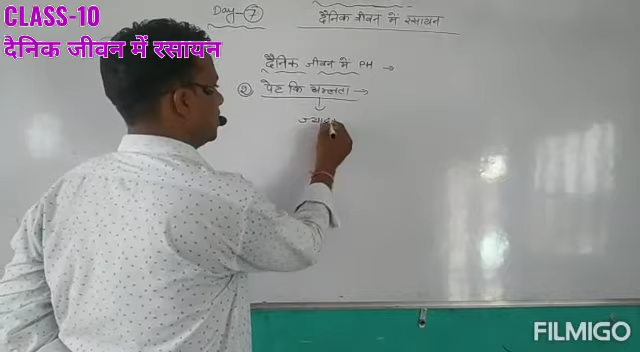 CLASS-10
दैनिक जीवन में रसायन
Day-7
दैनिक जीवन में रसायन
दैनिक जीवन में PH →
② पेट कि अम्लता →
FILMIGO